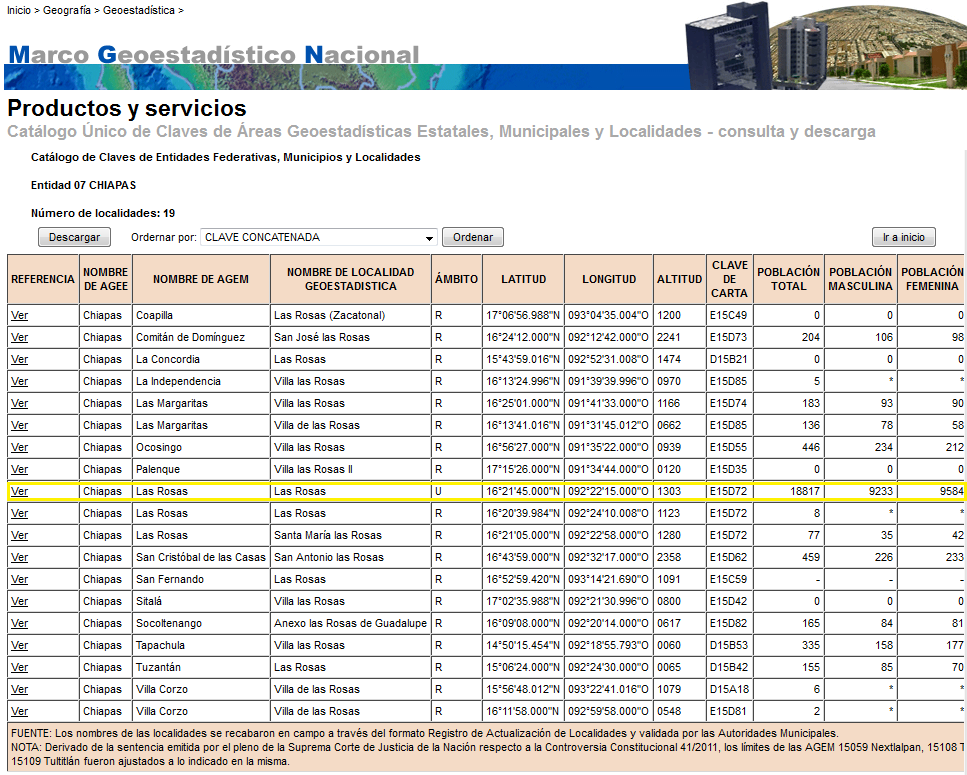 Inicio > Geografía > Geoestadística >
Marco Geoestadístico Nacional
Productos y servicios
Catálogo Único de Claves de Áreas Geoestadísticas Estatales, Municipales y Localidades - consulta y descarga
Catálogo de Claves de Entidades Federativas, Municipios y Localidades
Entidad 07 CHIAPAS
Número de localidades: 19
Descargar Ordernar por: CLAVE CONCATENADA Ordenar Ir a inicio
REFERENCIA NOMBRE DE AGEE NOMBRE DE AGEM NOMBRE DE LOCALIDAD GEOESTADISTICA ÁMBITO LATITUD LONGITUD ALTITUD CLAVE DE CARTA POBLACIÓN TOTAL POBLACIÓN MASCULINA POBLACIÓN FEMENINA
Ver Chiapas Coapilla Las Rosas (Zacatonal) R 17°06'56.988"N 093°04'35.004"O 1200 E15C49 0 0 0
Ver Chiapas Comitán de Domínguez San José las Rosas R 16°24'12.000"N 092°12'42.000"O 2241 E15D73 204 106 98
Ver Chiapas La Concordia Las Rosas R 15°43'59.016"N 092°52'31.008"O 1474 D15B21 0 0 0
Ver Chiapas La Independencia Villa las Rosas R 16°13'24.996"N 091°39'39.996"O 0970 E15D85 5 * *
Ver Chiapas Las Margaritas Villa las Rosas R 16°25'01.000"N 091°41'33.000"O 1166 E15D74 183 93 90
Ver Chiapas Las Margaritas Villa de las Rosas R 16°13'41.016"N 091°31'45.012"O 0662 E15D85 136 78 58
Ver Chiapas Ocosingo Villa las Rosas R 16°56'27.000"N 091°35'22.000"O 0939 E15D55 446 234 212
Ver Chiapas Palenque Villa las Rosas II R 17°15'26.000"N 091°34'44.000"O 0120 E15D35 0 0 0
Ver Chiapas Las Rosas Las Rosas U 16°21'45.000"N 092°22'15.000"O 1303 E15D72 18817 9233 9584
Ver Chiapas Las Rosas Las Rosas R 16°20'39.984"N 092°24'10.008"O 1123 E15D72 8 * *
Ver Chiapas Las Rosas Santa María las Rosas R 16°21'05.000"N 092°22'58.000"O 1280 E15D72 77 35 42
Ver Chiapas San Cristóbal de las Casas San Antonio las Rosas R 16°43'59.000"N 092°32'17.000"O 2358 E15D62 459 226 233
Ver Chiapas San Fernando Las Rosas R 16°52'59.420"N 093°14'21.690"O 1091 E15C59 - - -
Ver Chiapas Sitalá Villa las Rosas R 17°02'35.988"N 092°21'30.996"O 0800 E15D42 0 0 0
Ver Chiapas Socoltenango Anexo las Rosas de Guadalupe R 16°09'08.000"N 092°20'14.000"O 0617 E15D82 165 84 81
Ver Chiapas Tapachula Villa las Rosas R 14°50'15.454"N 092°18'55.793"O 0060 D15B53 335 158 177
Ver Chiapas Tuzantán Las Rosas R 15°06'24.000"N 092°24'30.000"O 0065 D15B42 155 85 70
Ver Chiapas Villa Corzo Villa de las Rosas R 15°56'48.012"N 093°22'41.016"O 1079 D15A18 6 * *
Ver Chiapas Villa Corzo Villa de las Rosas R 16°11'58.000"N 092°59'58.000"O 0548 E15D81 2 * *
FUENTE: Los nombres de las localidades se recabaron en campo a través del formato Registro de Actualización de Localidades y validada por las Autoridades Municipales.
NOTA: Derivado de la sentencia emitida por el pleno de la Suprema Corte de Justicia de la Nación respecto a la Controversia Constitucional 41/2011, los límites de las AGEM 15059 Nextlalpan, 15108 T
15109 Tultitlán fueron ajustados a lo indicado en la misma.